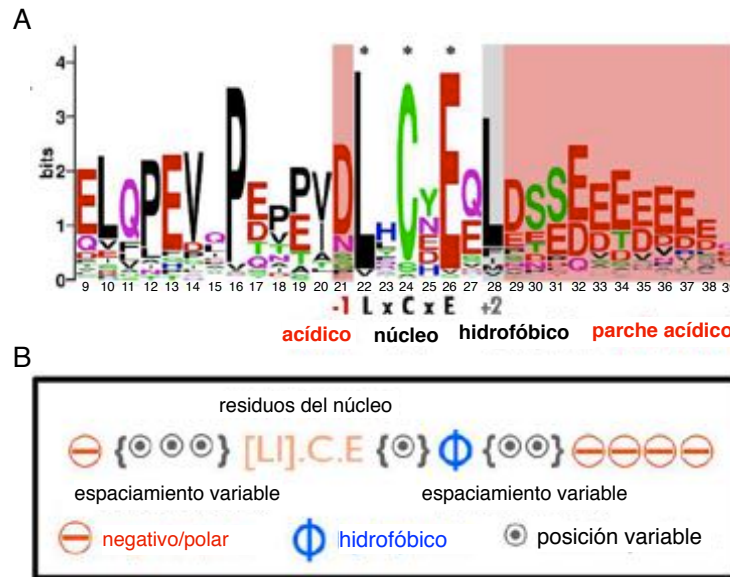 A
* * *
4
3
2
1
0
bits
9 10 11 12 13 14 15 16 17 18 19 20 21 22 23 24 25 26 27 28 29 30 31 32 33 34 35 36 37 38
-1 L x C x E +2
acídico núcleo hidrofóbico parche acídico
B
residuos del núcleo
{ } [LI].C.E { } Φ { }
espaciamiento variable espaciamiento variable
negativo/polar Φ hidrofóbico posición variable